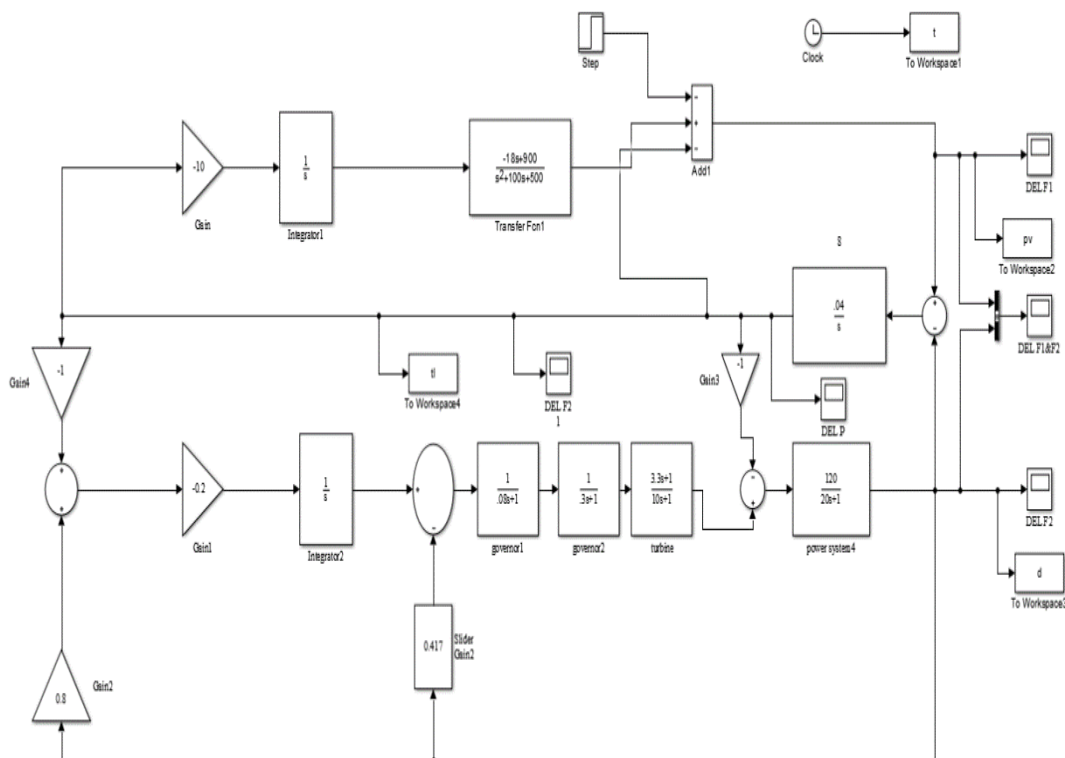 Step
Clock
t
To Workspace1
-10
Gain
1
s
Integrator1
-18s+900
s2+100s+500
Transfer Fcn1
-
+
-
Add1
DEL F1
pv
To Workspace2
8
.04
s
+
-
DEL F1&F2
-1
Gain4
tl
To Workspace4
DEL F2
1
Gain3
-1
DEL P
+
+
-0.2
Gain1
1
s
Integrator2
+
-
1
.08s+1
governor1
1
.3s+1
governor2
3.3s+1
10s+1
turbine
-
+
120
20s+1
power system4
DEL F2
d
To Workspace3
0.417
Slider
Gain2
0.8
Gain2